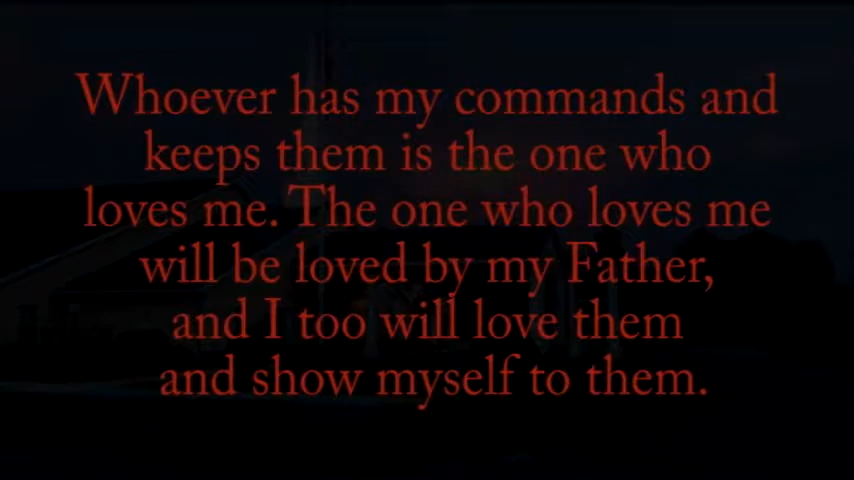 Whoever has my commands and
keeps them is the one who
loves me. The one who loves me
will be loved by my Father,
and I too will love them
and show myself to them.